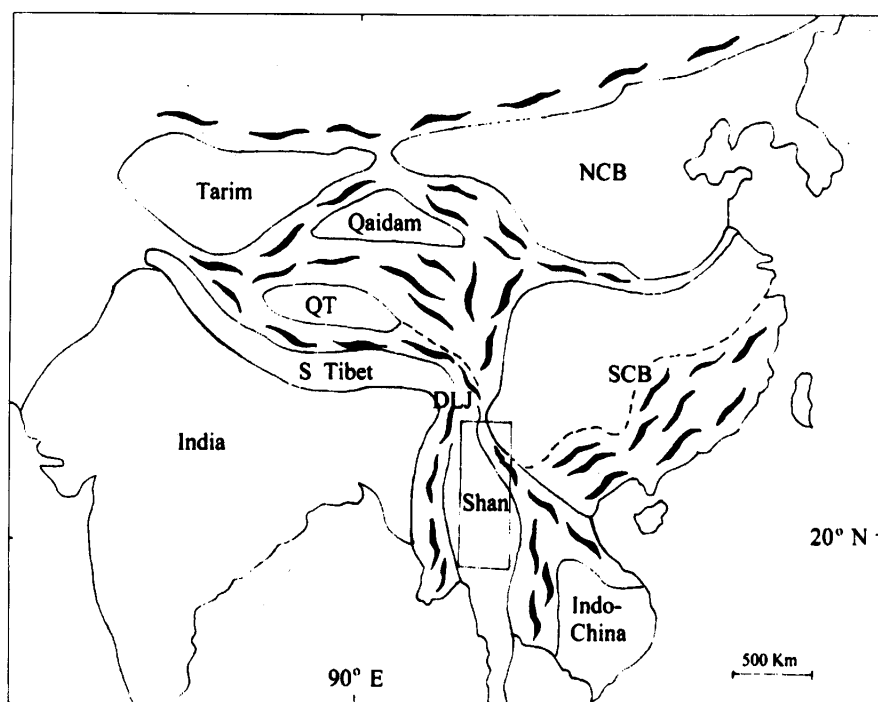 NCB
Tarim
Qaidam
QT
S Tibet
SCB
DLJ
India
Shan
20° N
Indo-
China
500 Km
90° E